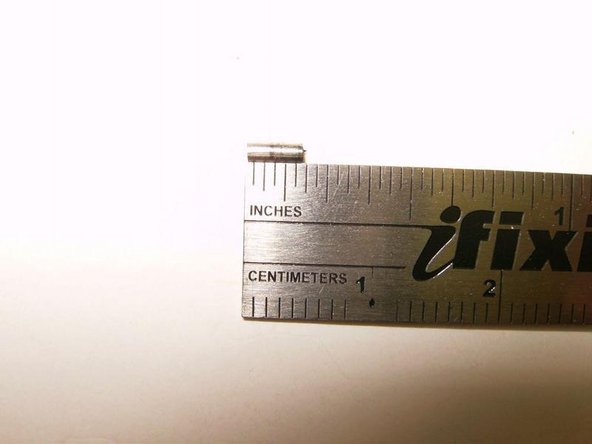 INCHES
1
ifixi
CENTIMETERS 1 2